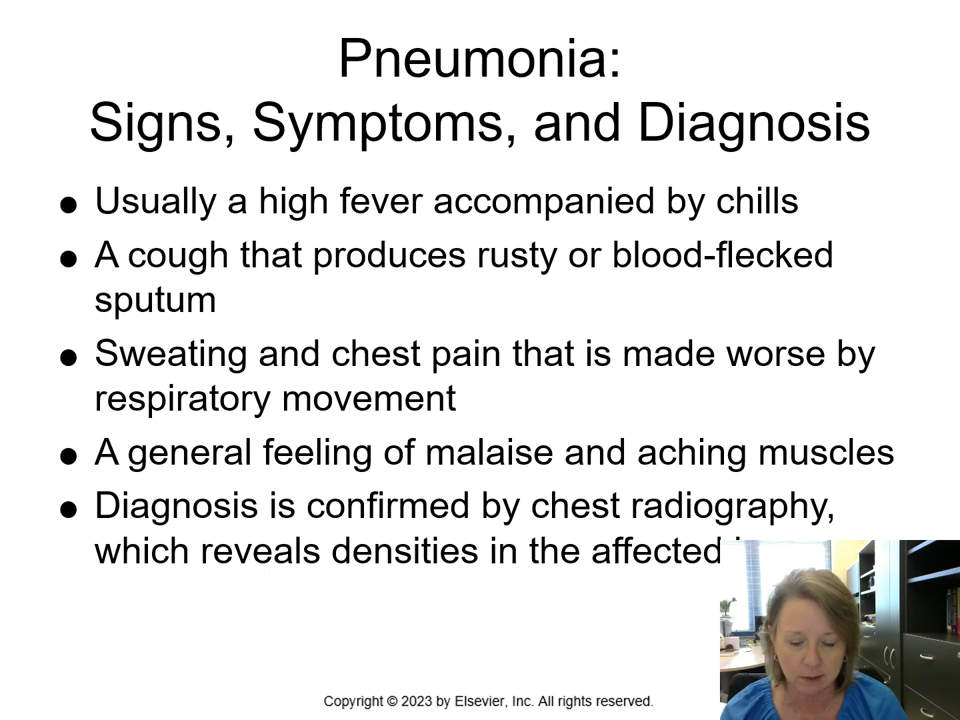 Pneumonia:
Signs, Symptoms, and Diagnosis
● Usually a high fever accompanied by chills
● A cough that produces rusty or blood-flecked
sputum
● Sweating and chest pain that is made worse by
respiratory movement
● A general feeling of malaise and aching muscles
● Diagnosis is confirmed by chest radiography,
which reveals densities in the affected
Copyright © 2023 by Elsevier, Inc. All rights reserved.